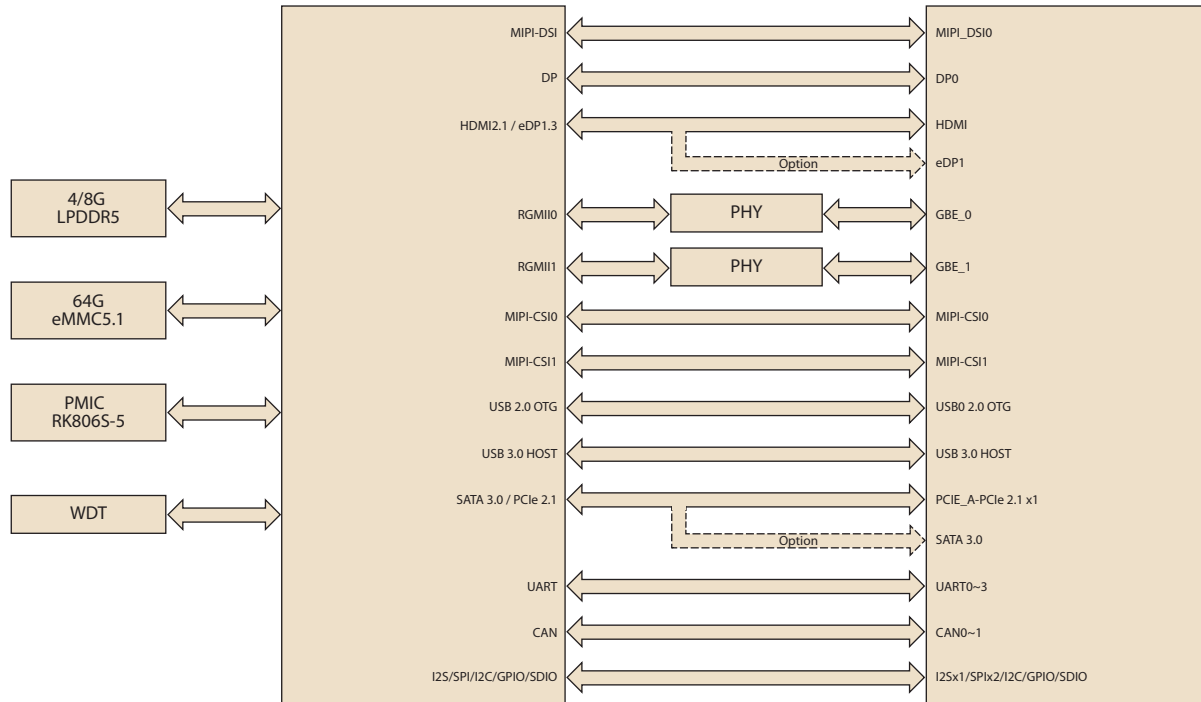 MIPI-DSI
MIPI_DSI0
DP
DP0
HDMI2.1 / eDP1.3
HDMI
Option
eDP1
4/8G
LPDDR5
RGMII0
PHY
GBE_0
RGMII1
PHY
GBE_1
64G
eMMC5.1
MIPI-CSI0
MIPI-CSI0
MIPI-CSI1
MIPI-CSI1
PMIC
RK806S-5
USB 2.0 OTG
USB0 2.0 OTG
USB 3.0 HOST
USB 3.0 HOST
SATA 3.0 / PCIe 2.1
PCIE_A-PCIe 2.1 x1
WDT
Option
SATA 3.0
UART
UART0~3
CAN
CAN0~1
I2S/SPI/I2C/GPIO/SDIO
I2Sx1/SPIx2/I2C/GPIO/SDIO